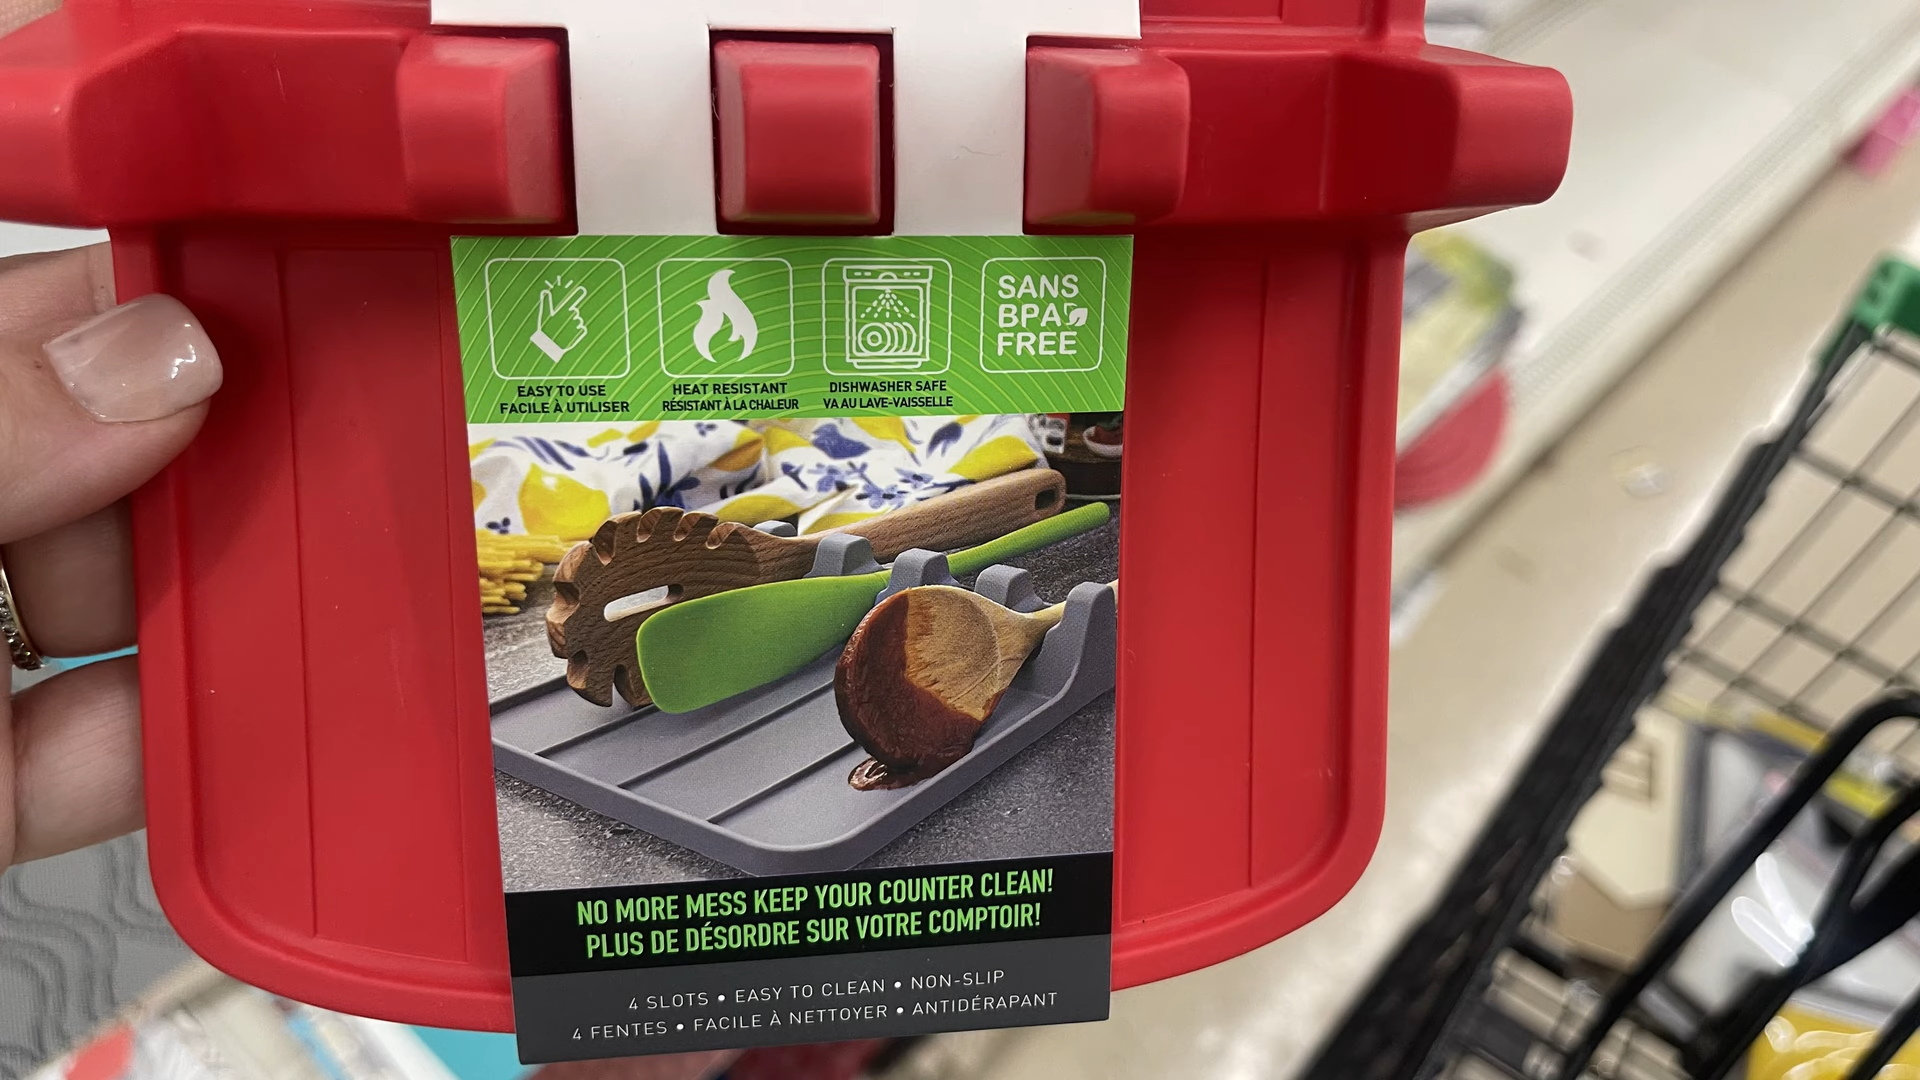 SANS
BPA
FREE
EASY TO USE
FACILE À UTILISER
HEAT RESISTANT
RÉSISTANT À LA CHALEUR
DISHWASHER SAFE
VA AU LAVE-VAISSELLE
NO MORE MESS KEEP YOUR COUNTER CLEAN!
PLUS DE DÉSORDRE SUR VOTRE COMPTOIR!
4 SLOTS • EASY TO CLEAN • NON-SLIP
4 FENTES • FACILE À NETTOYER • ANTIDÉRAPANT